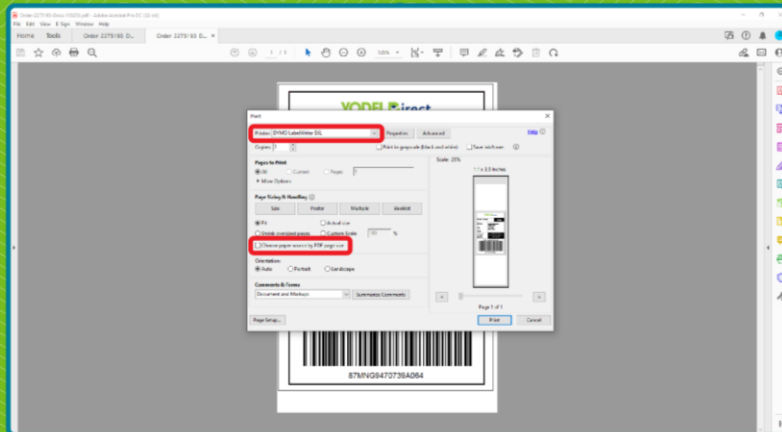 File Edit View E-Sign Window Help
Home Tools Order 2275193 D... Order 2275193 D... ×
1 / 1
YODEL Direct
Print ×
Printer: DYMO LabelWriter 5XL Properties Advanced Help
Copies: 1 Print in grayscale (black and white) Save ink/toner
Scale: 25%
Pages to Print
All Current Pages 1
More Options
Page Sizing & Handling
Size Poster Multiple Booklet
Fit Actual size
Shrink oversized pages Custom Scale: %
Choose paper source by PDF page size
Orientation:
Auto Portrait Landscape
Comments & Forms
Document and Markups Summarize Comments
Page 1 of 1
Page Setup... Print Cancel